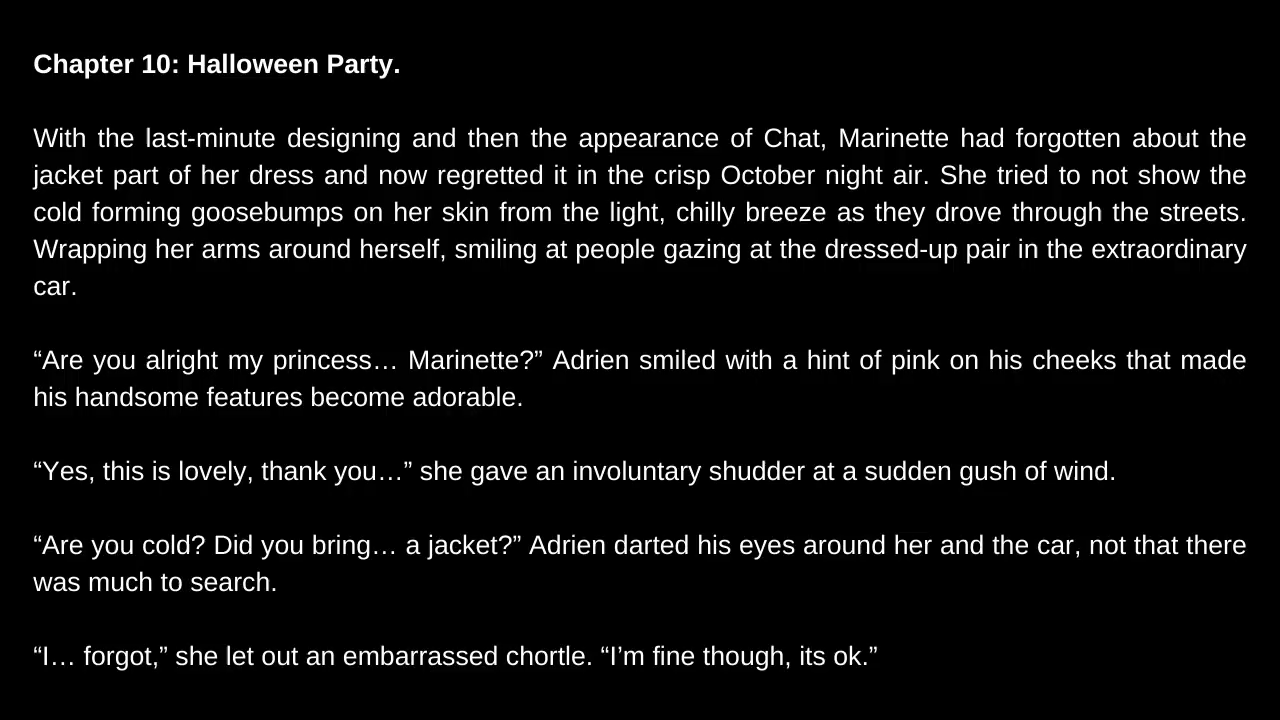 Chapter 10: Halloween Party.
With the last-minute designing and then the appearance of Chat, Marinette had forgotten about the
jacket part of her dress and now regretted it in the crisp October night air. She tried to not show the
cold forming goosebumps on her skin from the light, chilly breeze as they drove through the streets.
Wrapping her arms around herself, smiling at people gazing at the dressed-up pair in the extraordinary
car.
“Are you alright my princess… Marinette?” Adrien smiled with a hint of pink on his cheeks that made
his handsome features become adorable.
“Yes, this is lovely, thank you…” she gave an involuntary shudder at a sudden gush of wind.
“Are you cold? Did you bring… a jacket?” Adrien darted his eyes around her and the car, not that there
was much to search.
“I… forgot,” she let out an embarrassed chortle. “I’m fine though, its ok.”